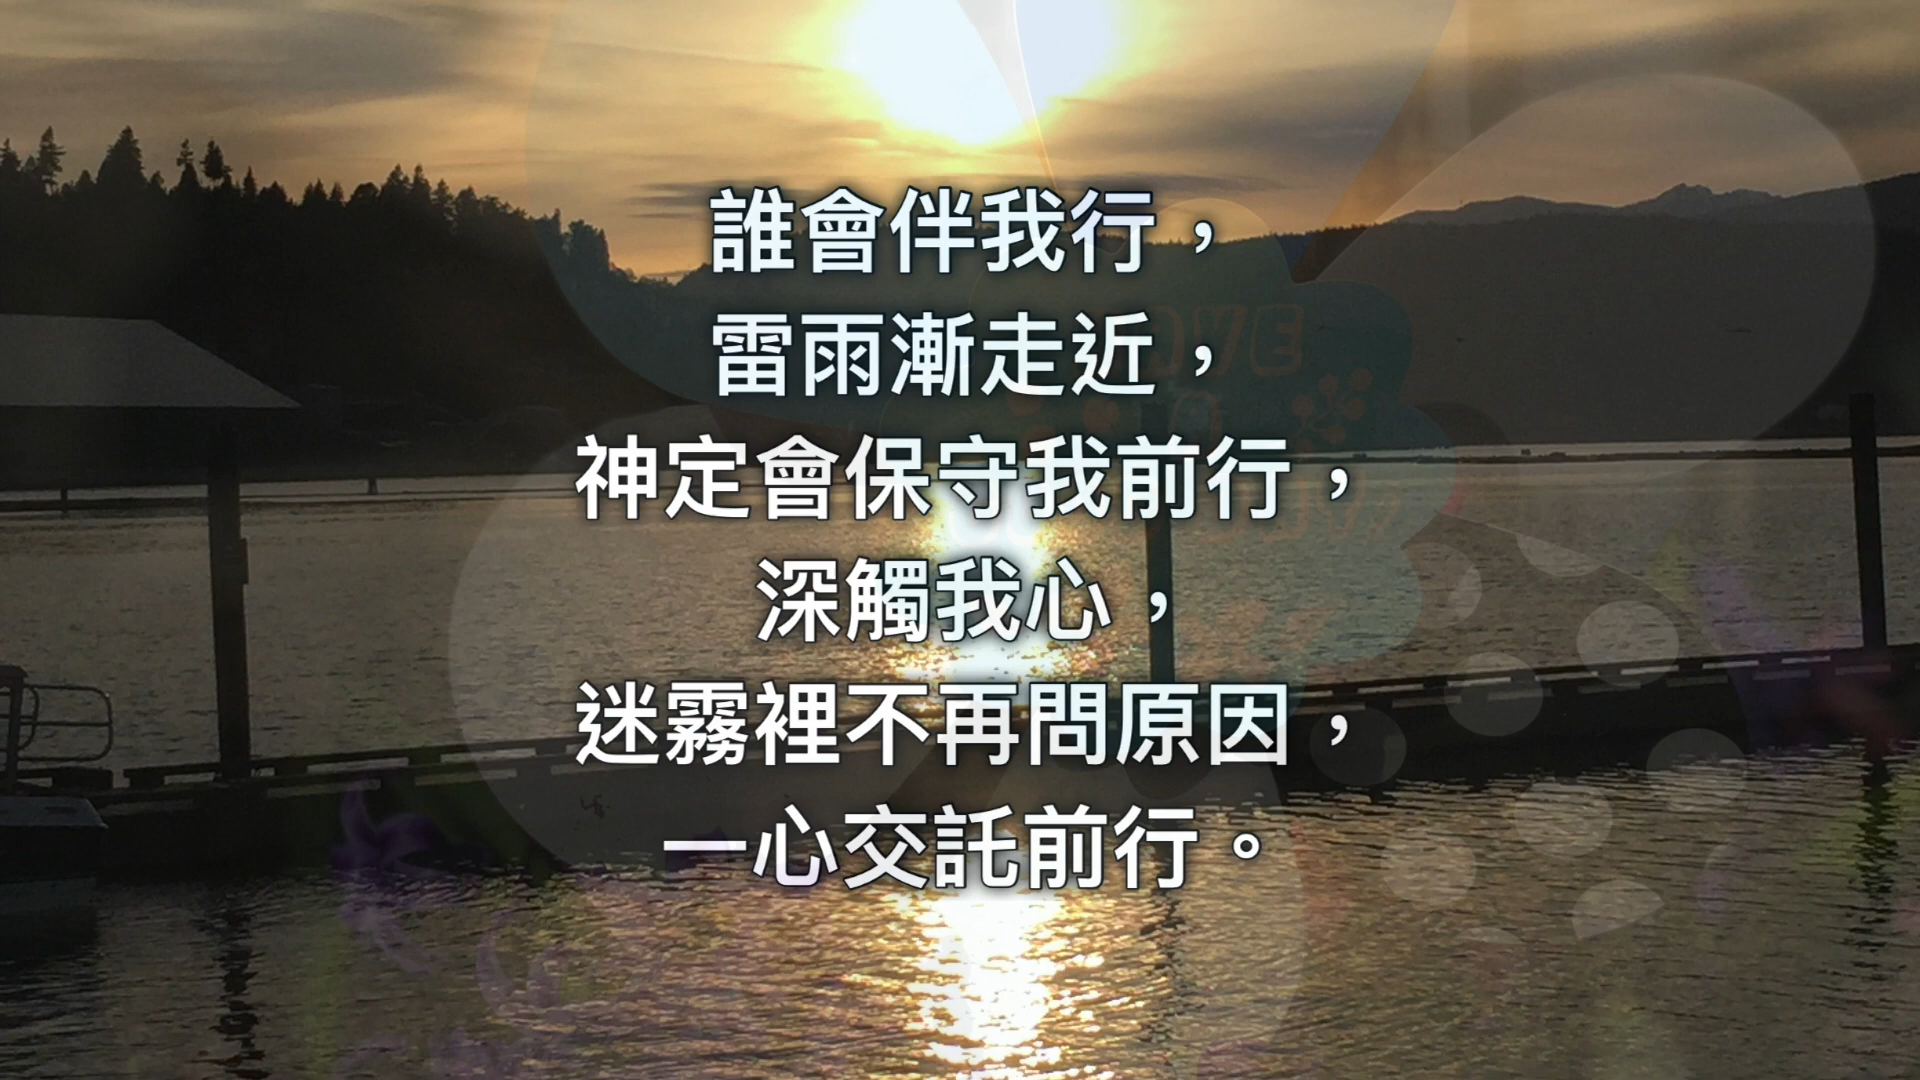 誰會伴我行，
雷雨漸走近，
神定會保守我前行，
深觸我心，
迷霧裡不再問原因，
一心交託前行。